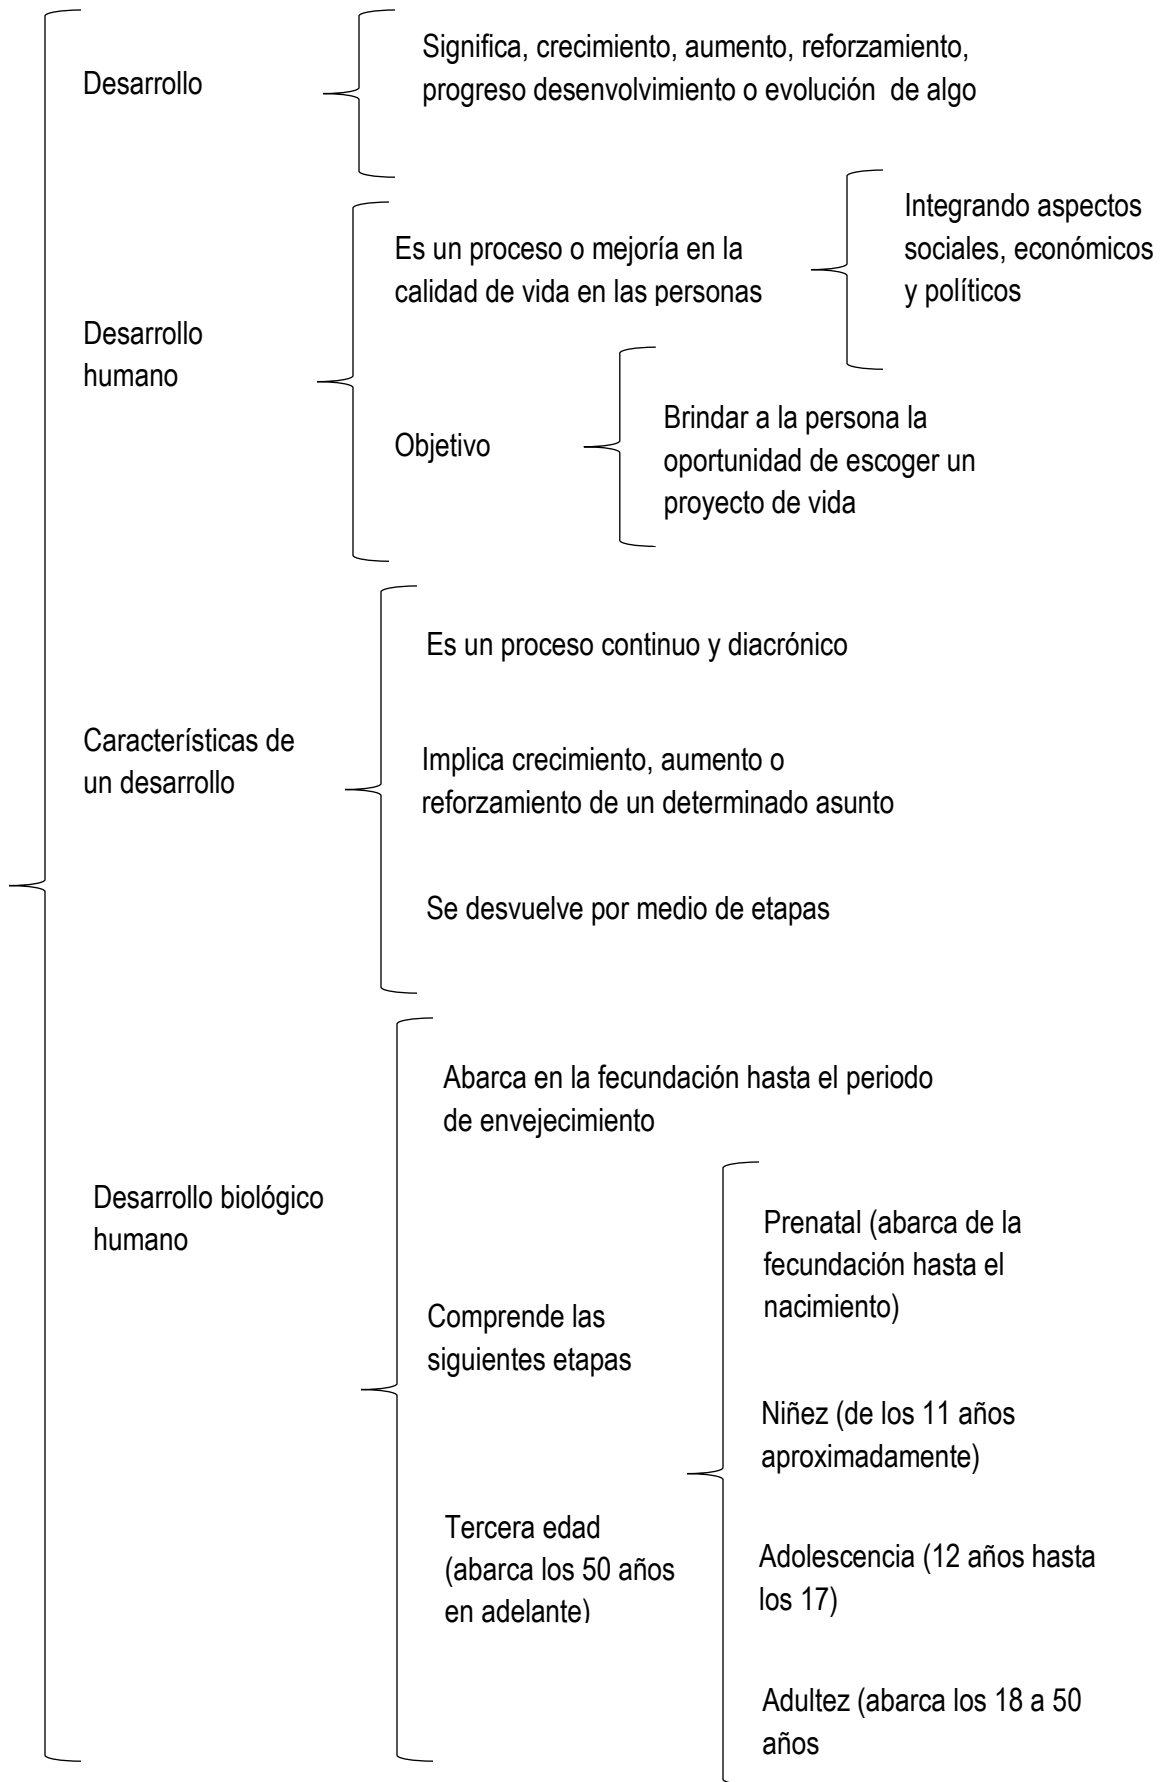 Desarrollo
Significa, crecimiento, aumento, reforzamiento,
progreso desenvolvimiento o evolución de algo
Desarrollo
humano
Es un proceso o mejoría en la
calidad de vida en las personas
Integrando aspectos
sociales, económicos
y políticos
Objetivo
Brindar a la persona la
oportunidad de escoger un
proyecto de vida
Características de
un desarrollo
Es un proceso continuo y diacrónico
Implica crecimiento, aumento o
reforzamiento de un determinado asunto
Se desvuelve por medio de etapas
Desarrollo biológico
humano
Abarca en la fecundación hasta el periodo
de envejecimiento
Comprende las
siguientes etapas
Prenatal (abarca de la
fecundación hasta el
nacimiento)
Niñez (de los 11 años
aproximadamente)
Adolescencia (12 años hasta
los 17)
Adultez (abarca los 18 a 50
años
Tercera edad
(abarca los 50 años
en adelante)